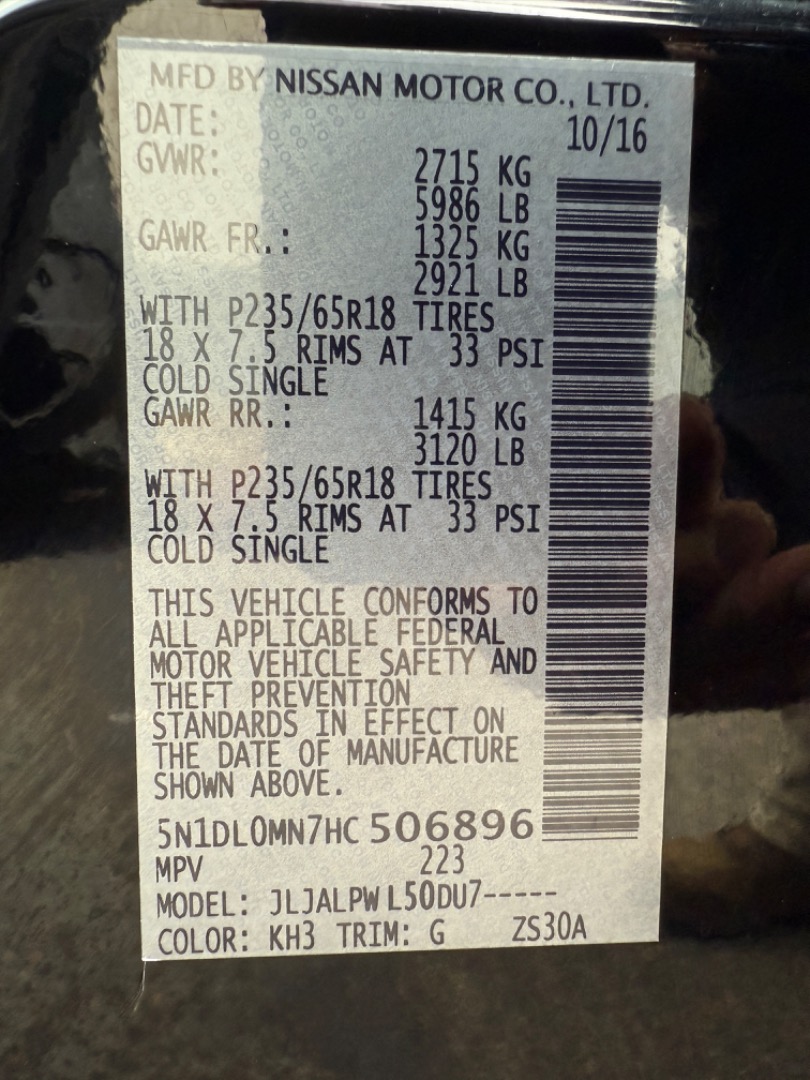 MFD BY NISSAN MOTOR CO., LTD.
DATE: 10/16
GVWR: 2715 KG
5986 LB
GAWR FR.: 1325 KG
2921 LB
WITH P235/65R18 TIRES
18 X 7.5 RIMS AT 33 PSI
COLD SINGLE
GAWR RR.: 1415 KG
3120 LB
WITH P235/65R18 TIRES
18 X 7.5 RIMS AT 33 PSI
COLD SINGLE
THIS VEHICLE CONFORMS TO
ALL APPLICABLE FEDERAL
MOTOR VEHICLE SAFETY AND
THEFT PREVENTION
STANDARDS IN EFFECT ON
THE DATE OF MANUFACTURE
SHOWN ABOVE.
5N1DL0MN7HC 506896
MPV 223
MODEL: JLJALPW L50DU7-----
COLOR: KH3 TRIM: G ZS30A